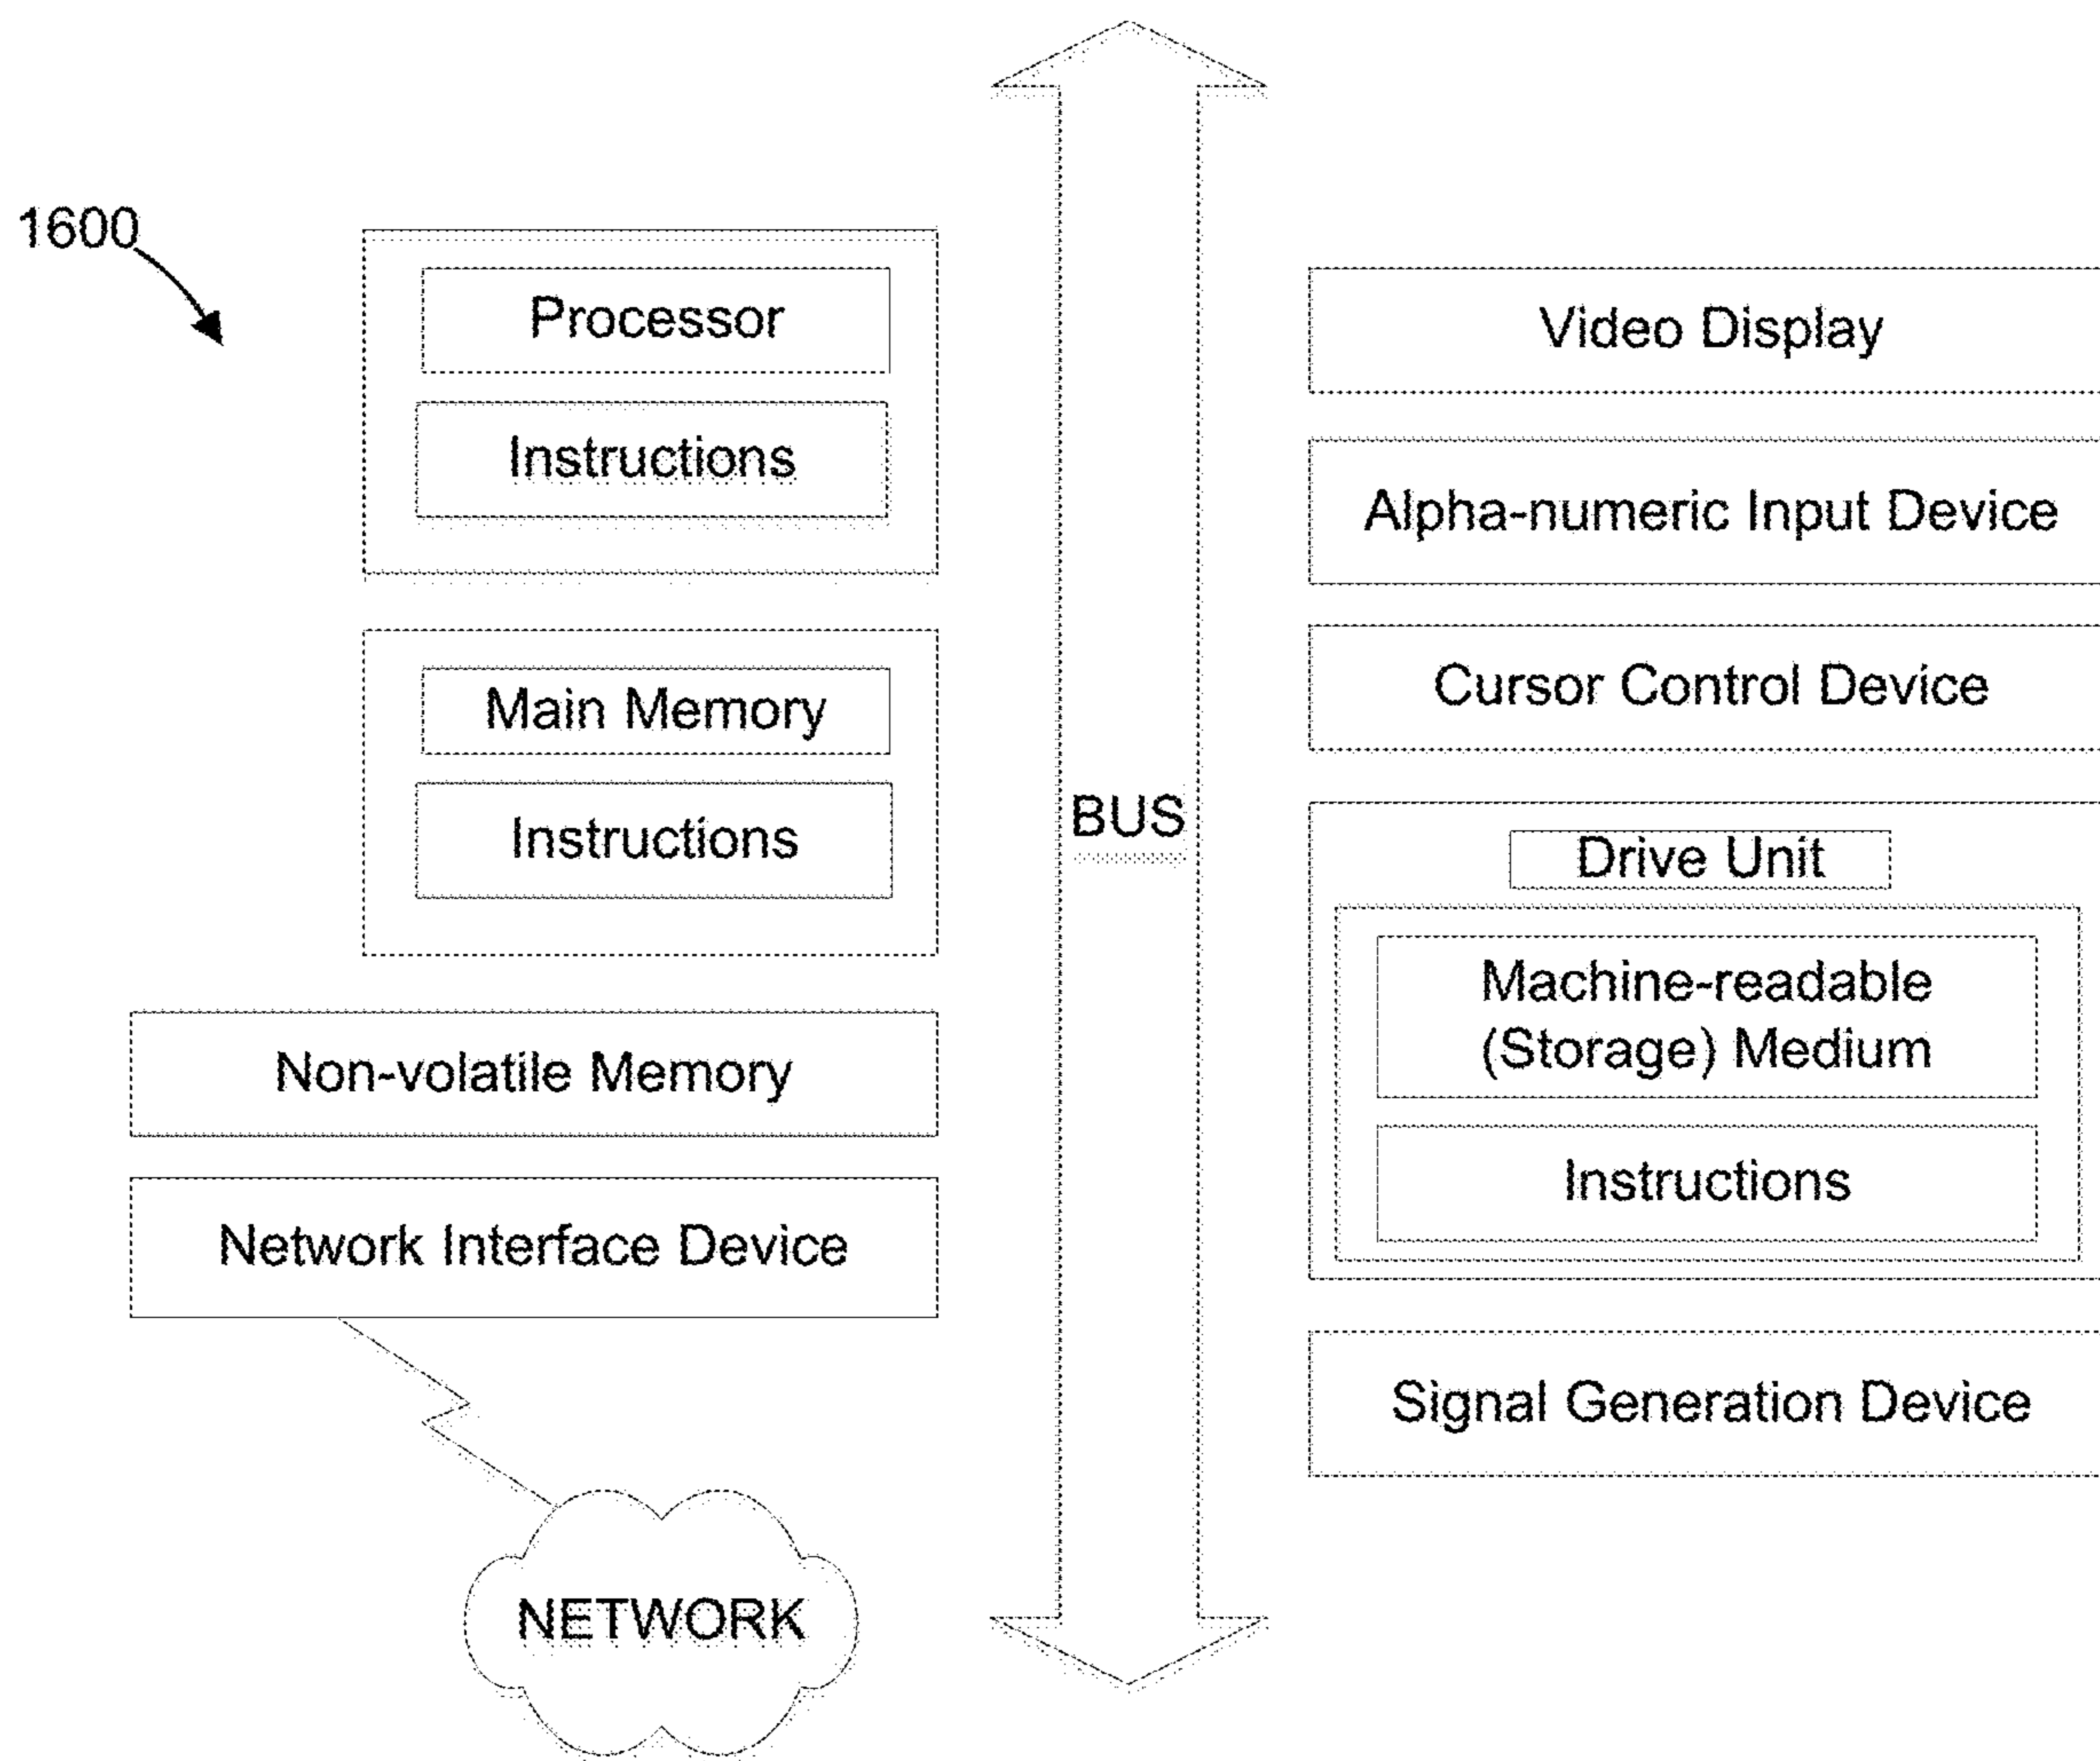 1600
Processor
Instructions
Main Memory
Instructions
Non-volatile Memory
Network Interface Device
NETWORK
BUS
Video Display
Alpha-numeric Input Device
Cursor Control Device
Drive Unit
Machine-readable
(Storage) Medium
Instructions
Signal Generation Device